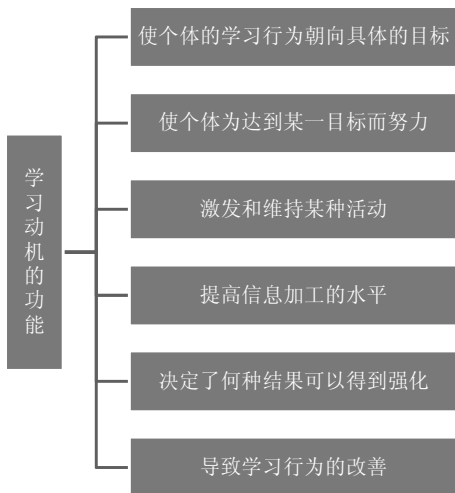 学习动机的功能
使个体的学习行为朝向具体的目标
使个体为达到某一目标而努力
激发和维持某种活动
提高信息加工的水平
决定了何种结果可以得到强化
导致学习行为的改善